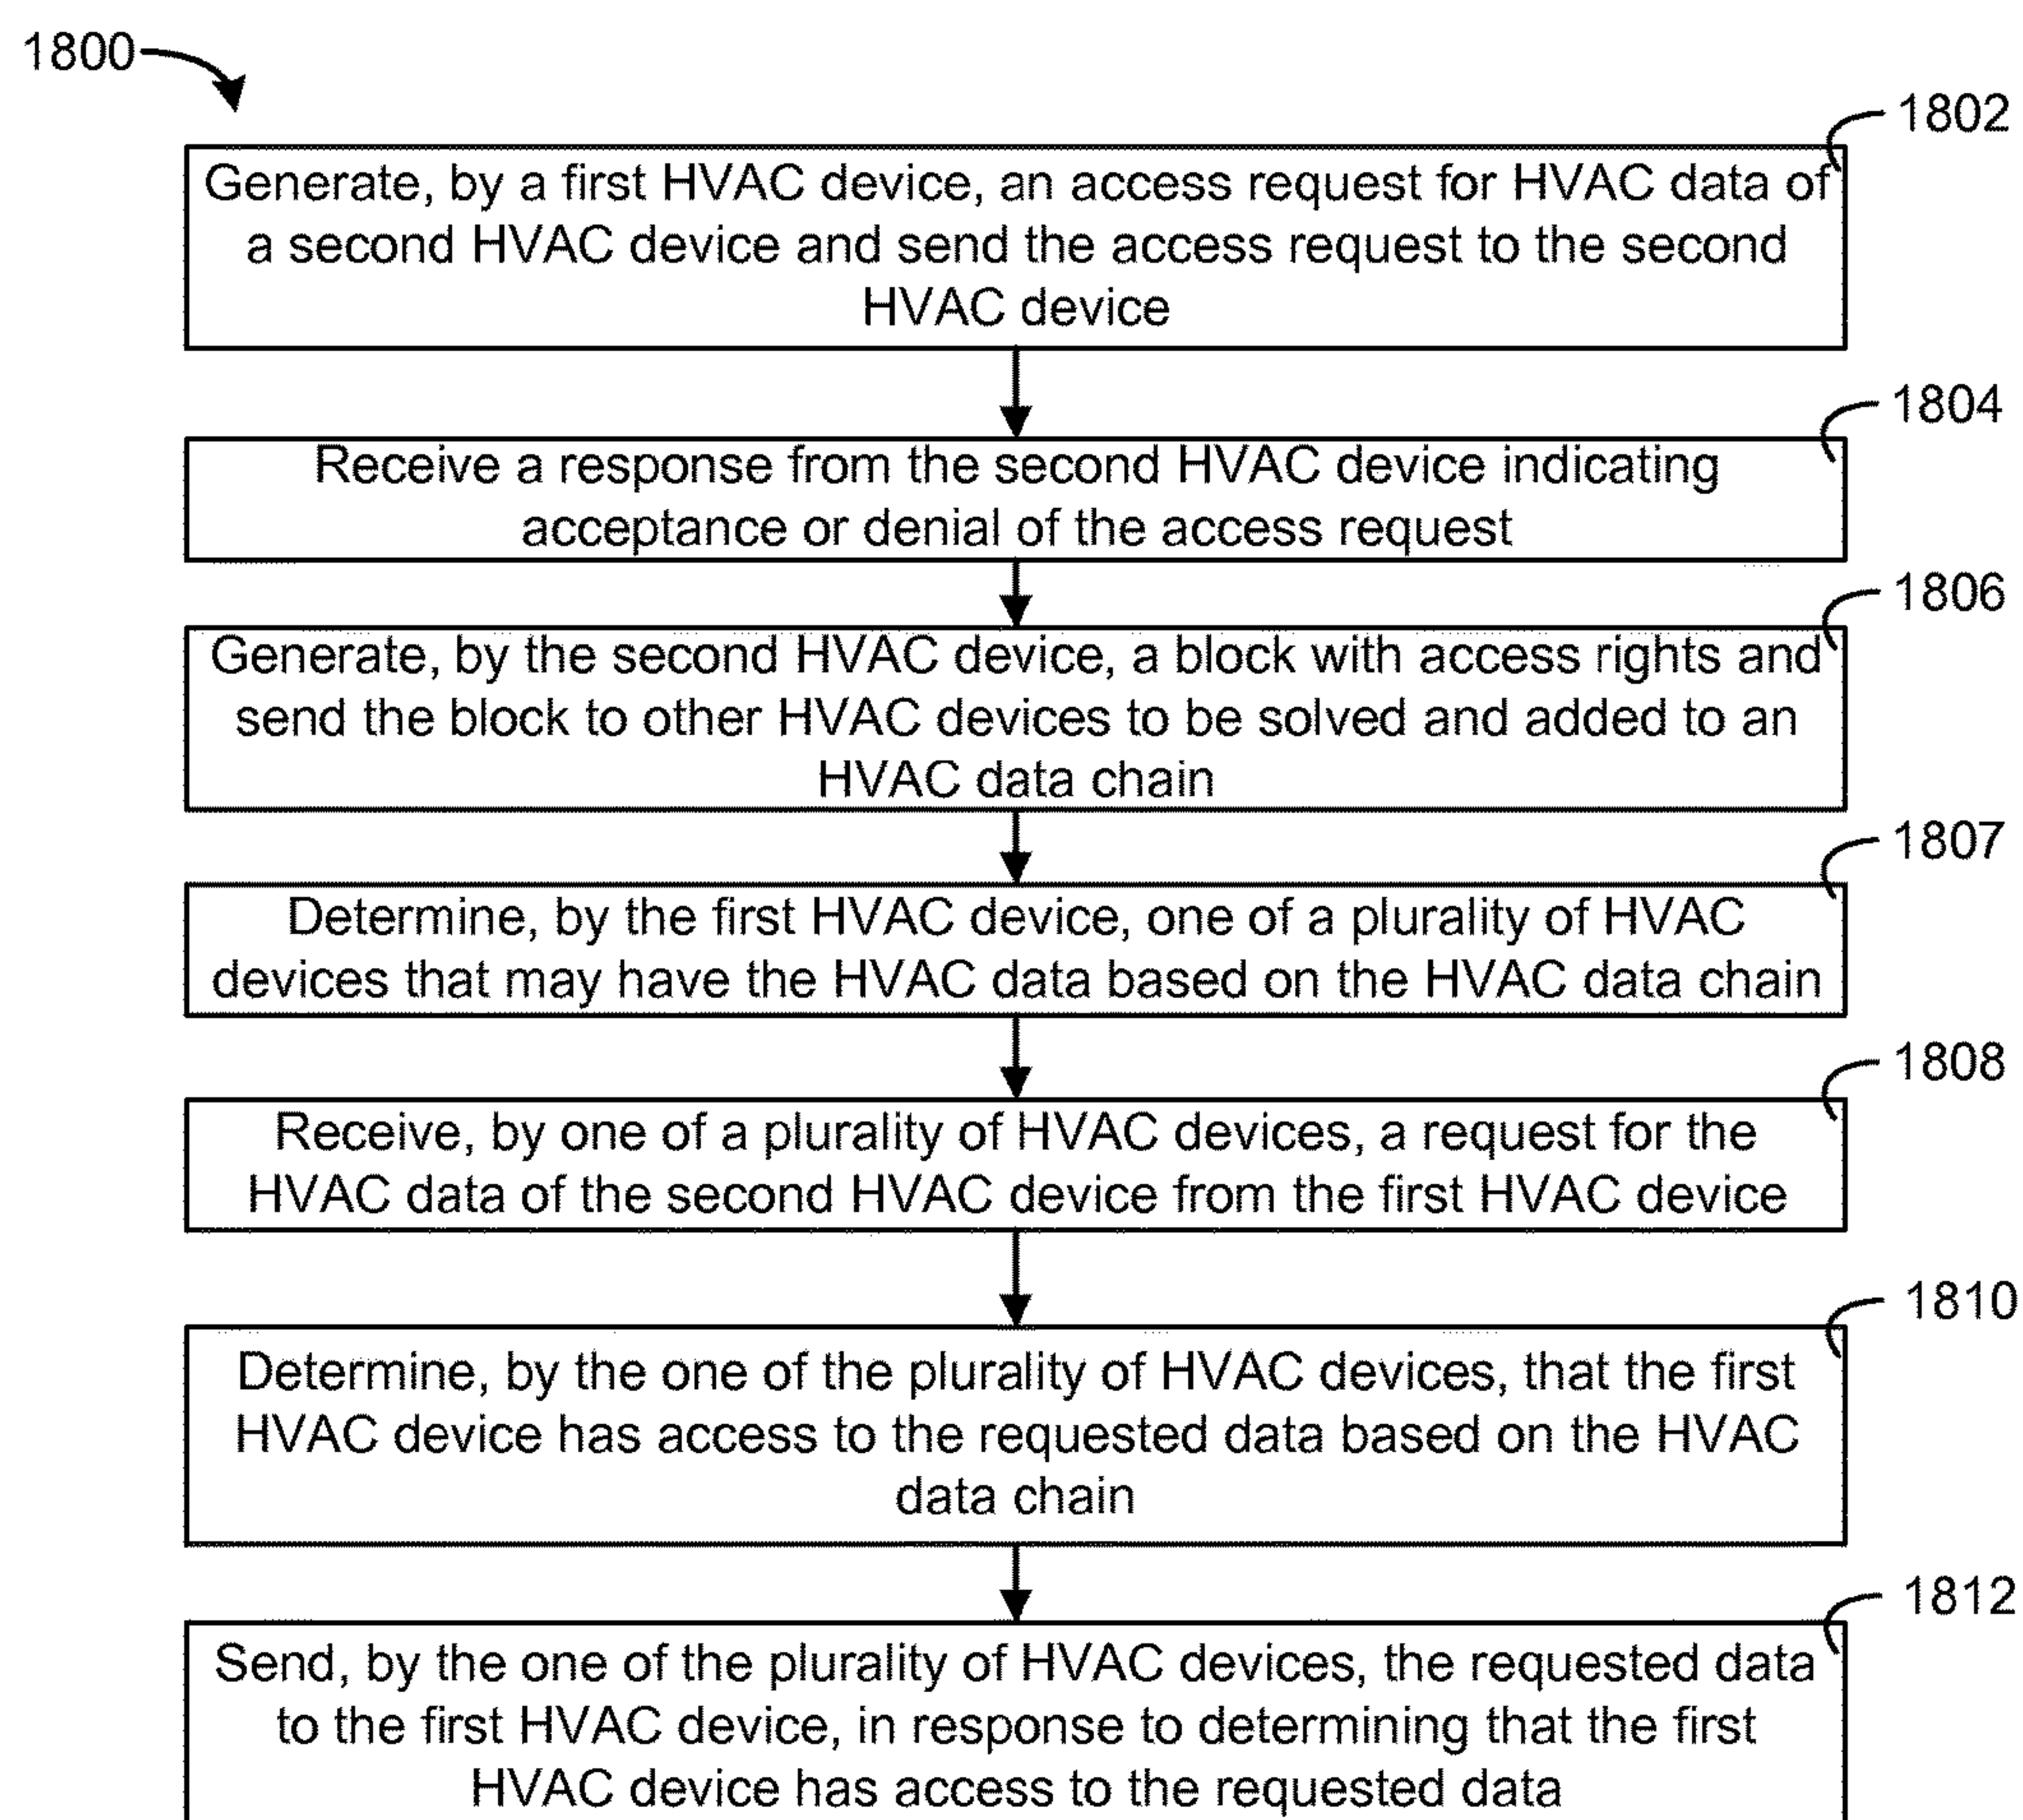 1800
1802
Generate, by a first HVAC device, an access request for HVAC data of
a second HVAC device and send the access request to the second
HVAC device
1804
Receive a response from the second HVAC device indicating
acceptance or denial of the access request
1806
Generate, by the second HVAC device, a block with access rights and
send the block to other HVAC devices to be solved and added to an
HVAC data chain
1807
Determine, by the first HVAC device, one of a plurality of HVAC
devices that may have the HVAC data based on the HVAC data chain
1808
Receive, by one of a plurality of HVAC devices, a request for the
HVAC data of the second HVAC device from the first HVAC device
1810
Determine, by the one of the plurality of HVAC devices, that the first
HVAC device has access to the requested data based on the HVAC
data chain
1812
Send, by the one of the plurality of HVAC devices, the requested data
to the first HVAC device, in response to determining that the first
HVAC device has access to the requested data